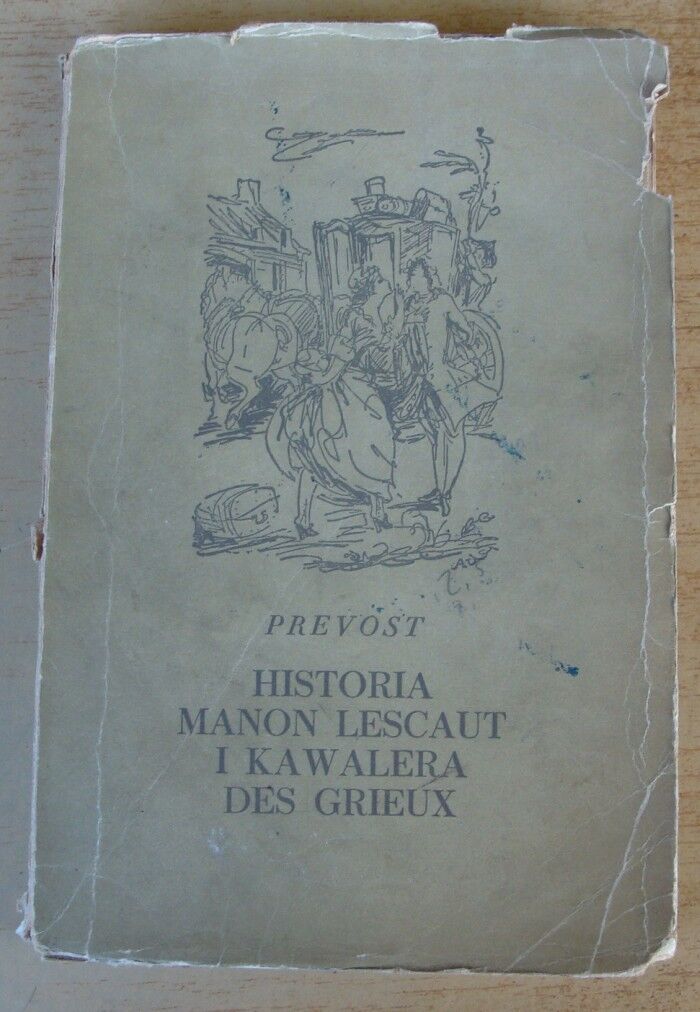 PREVOST
HISTORIA
MANON LESCAUT
I KAWALERA
DES GRIEUX